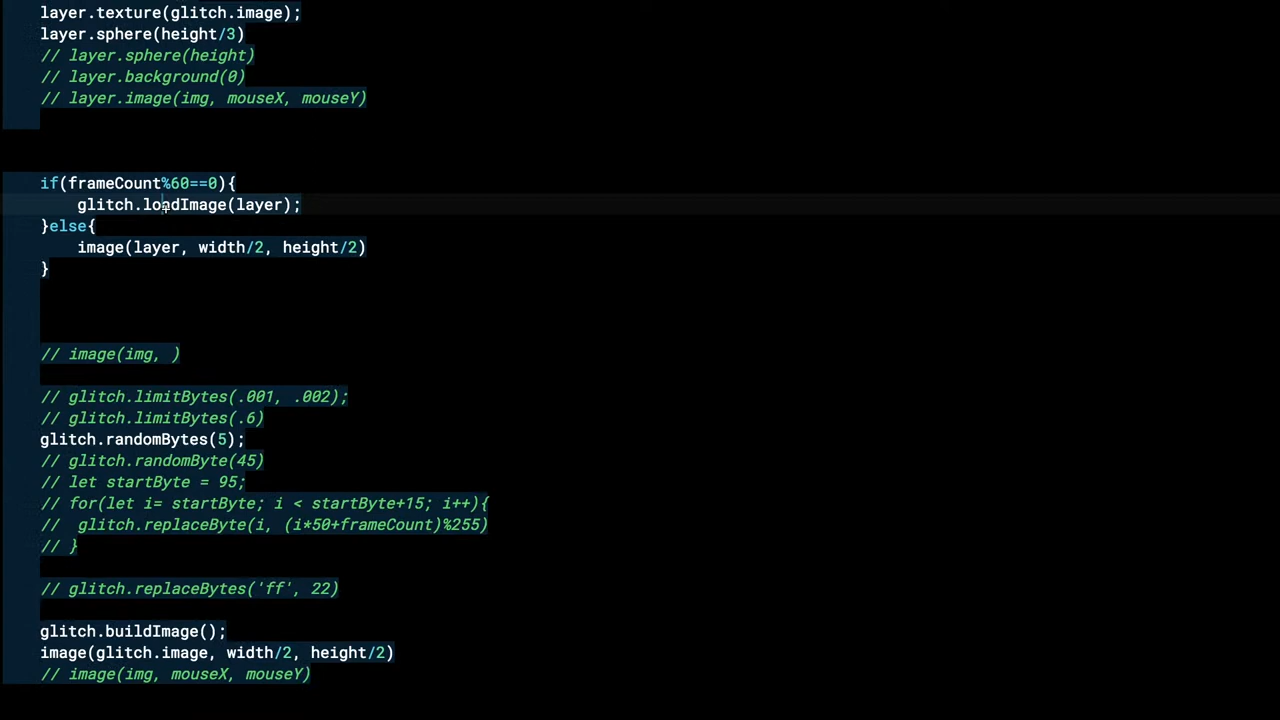 layer.texture(glitch.image);
layer.sphere(height/3)
// layer.sphere(height)
// layer.background(0)
// layer.image(img, mouseX, mouseY)
if(frameCount%60==0){
glitch.loadImage(layer);
}else{
image(layer, width/2, height/2)
}
// image(img, )
// glitch.limitBytes(.001, .002);
// glitch.limitBytes(.6)
glitch.randomBytes(5);
// glitch.randomByte(45)
// let startByte = 95;
// for(let i= startByte; i < startByte+15; i++){
//  glitch.replaceByte(i, (i*50+frameCount)%255)
// }
// glitch.replaceBytes('ff', 22)
glitch.buildImage();
image(glitch.image, width/2, height/2)
// image(img, mouseX, mouseY)